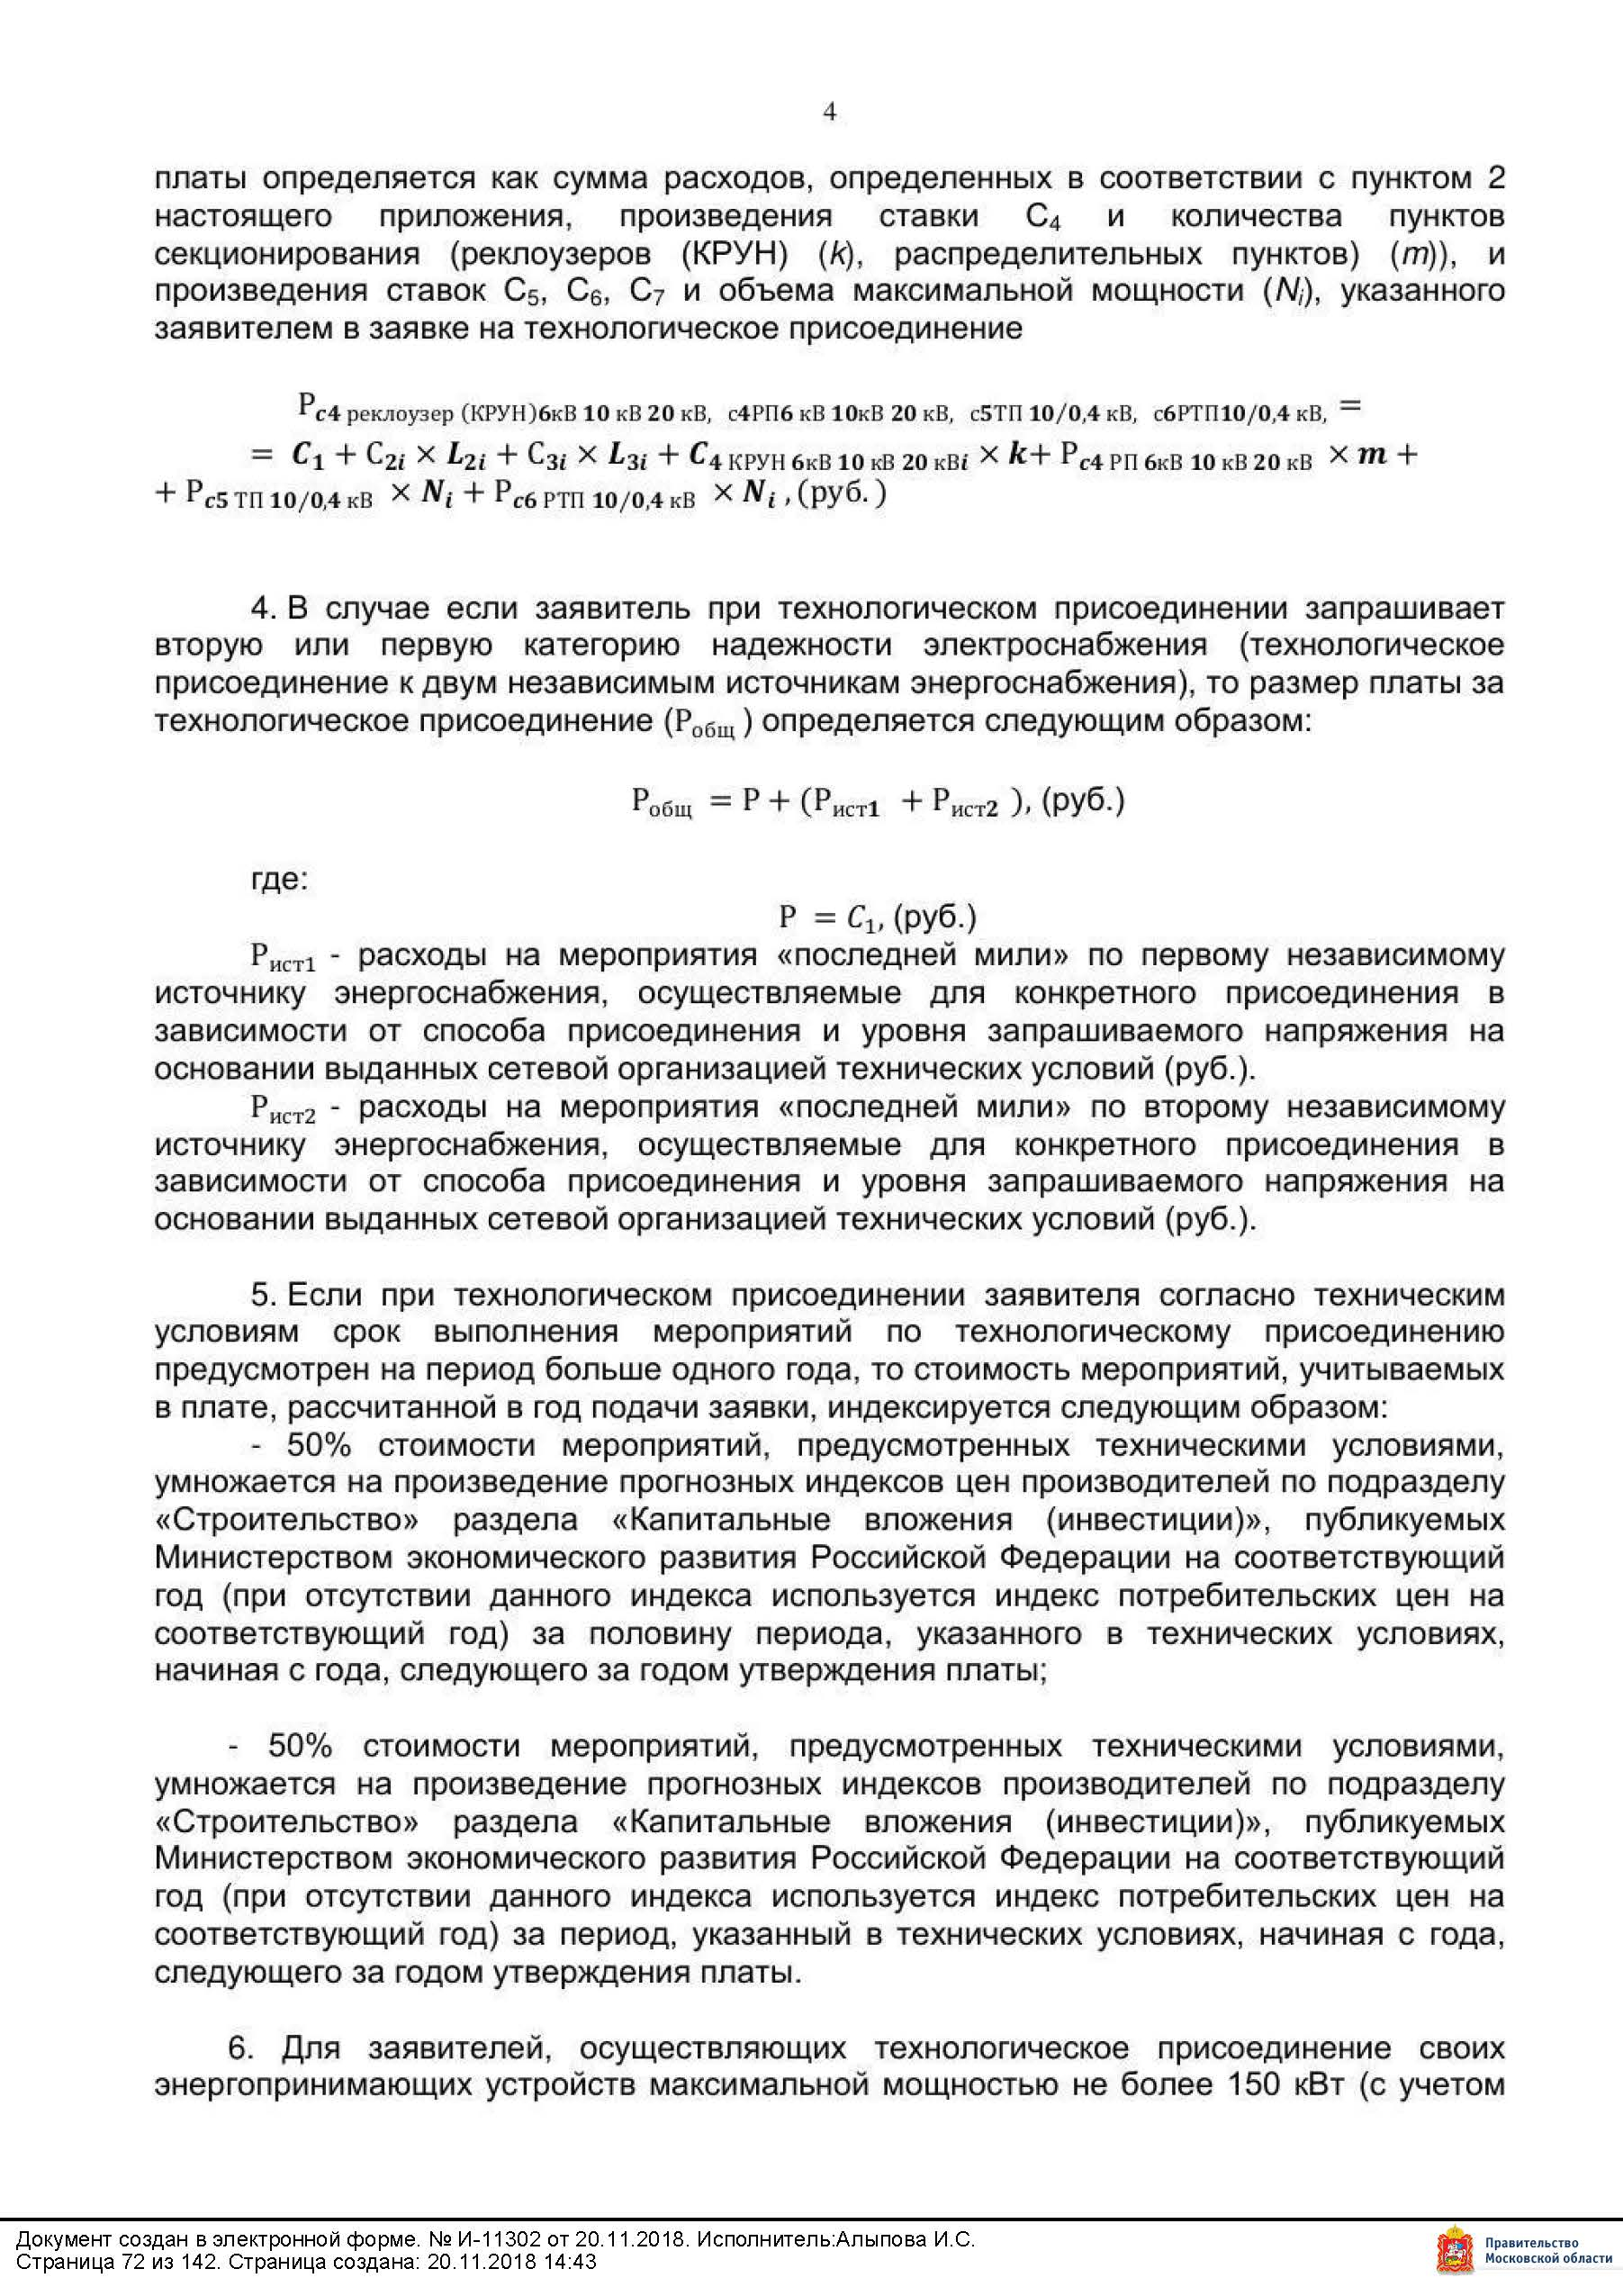 4
платы определяется как сумма расходов, определенных в соответствии с пунктом 2
настоящего приложения, произведения ставки С₄ и количества пунктов
секционирования (реклоузеров (КРУН) (k), распределительных пунктов) (m)), и
произведения ставок С₅, С₆, С₇ и объема максимальной мощности (Nᵢ), указанного
заявителем в заявке на технологическое присоединение
Pс4 реклоузер (КРУН)6кВ 10 кВ 20 кВ, с4РП6 кВ 10кВ 20 кВ, с5ТП 10/0,4 кВ, с6РТП10/0,4 кВ, =
= C₁ + C₂ᵢ × L₂ᵢ + C₃ᵢ × L₃ᵢ + C₄ КРУН 6кВ 10 кВ 20 кВi × k+ Pс4 РП 6кВ 10 кВ 20 кВ × m +
+ Pс5 ТП 10/0,4 кВ × Nᵢ + Pс6 РТП 10/0,4 кВ × Nᵢ , (руб. )
4. В случае если заявитель при технологическом присоединении запрашивает
вторую или первую категорию надежности электроснабжения (технологическое
присоединение к двум независимым источникам энергоснабжения), то размер платы за
технологическое присоединение (Pобщ ) определяется следующим образом:
Pобщ = P + (Pист1 + Pист2 ), (руб.)
где:
P = C₁, (руб.)
Pист1 - расходы на мероприятия «последней мили» по первому независимому
источнику энергоснабжения, осуществляемые для конкретного присоединения в
зависимости от способа присоединения и уровня запрашиваемого напряжения на
основании выданных сетевой организацией технических условий (руб.).
Pист2 - расходы на мероприятия «последней мили» по второму независимому
источнику энергоснабжения, осуществляемые для конкретного присоединения в
зависимости от способа присоединения и уровня запрашиваемого напряжения на
основании выданных сетевой организацией технических условий (руб.).
5. Если при технологическом присоединении заявителя согласно техническим
условиям срок выполнения мероприятий по технологическому присоединению
предусмотрен на период больше одного года, то стоимость мероприятий, учитываемых
в плате, рассчитанной в год подачи заявки, индексируется следующим образом:
- 50% стоимости мероприятий, предусмотренных техническими условиями,
умножается на произведение прогнозных индексов цен производителей по подразделу
«Строительство» раздела «Капитальные вложения (инвестиции)», публикуемых
Министерством экономического развития Российской Федерации на соответствующий
год (при отсутствии данного индекса используется индекс потребительских цен на
соответствующий год) за половину периода, указанного в технических условиях,
начиная с года, следующего за годом утверждения платы;
- 50% стоимости мероприятий, предусмотренных техническими условиями,
умножается на произведение прогнозных индексов производителей по подразделу
«Строительство» раздела «Капитальные вложения (инвестиции)», публикуемых
Министерством экономического развития Российской Федерации на соответствующий
год (при отсутствии данного индекса используется индекс потребительских цен на
соответствующий год) за период, указанный в технических условиях, начиная с года,
следующего за годом утверждения платы.
6. Для заявителей, осуществляющих технологическое присоединение своих
энергопринимающих устройств максимальной мощностью не более 150 кВт (с учетом
Документ создан в электронной форме. № И-11302 от 20.11.2018. Исполнитель:Алыпова И.С.
Страница 72 из 142. Страница создана: 20.11.2018 14:43
Правительство
Московской области